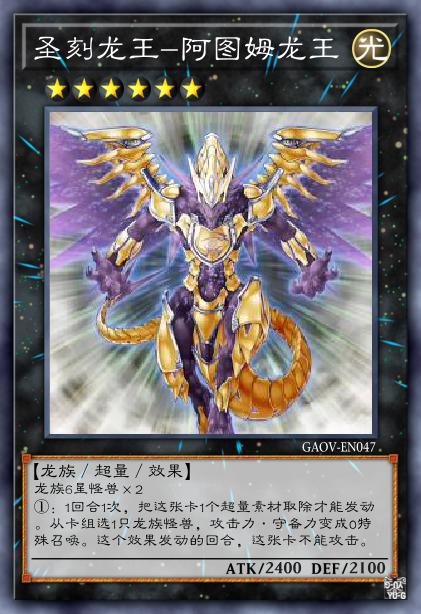 圣刻龙王-阿图姆龙王 光
GAOV-EN047
【龙族/超量/效果】
龙族6星怪兽×2
①：1回合1次，把这张卡1个超量素材取除才能发动
。从卡组选1只龙族怪兽，攻击力·守备力变成0特
殊召唤。这个效果发动的回合，这张卡不能攻击。
ATK/2400 DEF/2100